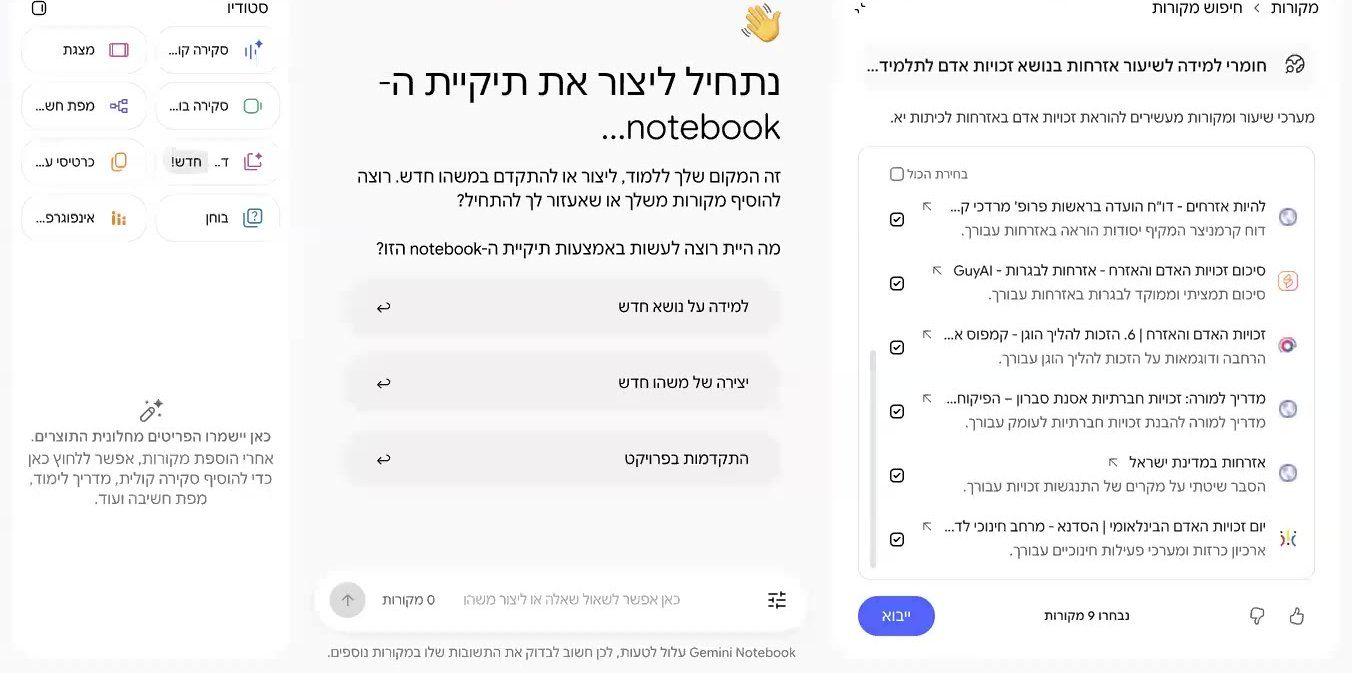 מקורות > חיפוש מקורות
חומרי למידה לשיעור אזרחות בנושא זכויות אדם לתלמיד...
מערכי שיעור ומקורות מעשירים להוראת זכויות אדם באזרחות לכיתות יא.
בחירת הכול
להיות אזרחים - דו"ח הועדה בראשות פרופ' מרדכי ק...
דוח קרמניצר המקיף יסודות הוראה באזרחות עבורך.
סיכום זכויות האדם והאזרח - אזרחות לבגרות - GuyAI
סיכום תמציתי וממוקד לבגרות באזרחות עבורך.
זכויות האדם והאזרח | 6. הזכות להליך הוגן - קמפוס א...
הרחבה ודוגמאות על הזכות להליך הוגן עבורך.
מדריך למורה: זכויות חברתיות אסנת סברון – הפיקוח...
מדריך למורה להבנת זכויות חברתיות לעומק עבורך.
אזרחות במדינת ישראל
הסבר שיטתי על מקרים של התנגשות זכויות עבורך.
יום זכויות האדם הבינלאומי | הסדנא - מרחב חינוכי לד...
ארכיון כרזות ומערכי פעילות חינוכיים עבורך.
נבחרו 9 מקורות
ייבוא
נתחיל ליצור את תיקיית ה-
notebook...
זה המקום שלך ללמוד, ליצור או להתקדם במשהו חדש. רוצה
להוסיף מקורות משלך או שאעזור לך להתחיל?
מה היית רוצה לעשות באמצעות תיקיית ה-notebook הזו?
למידה על נושא חדש
יצירה של משהו חדש
התקדמות בפרויקט
כאן אפשר לשאול שאלה או ליצור משהו
0 מקורות
Gemini Notebook עלול לטעות, לכן חשוב לבדוק את התשובות שלו במקורות נוספים.
סטודיו
סקירה קו...
מצגת
סקירה בו...
מפת חש...
ד.. חדש!
כרטיסי ע...
בוחן
אינפוגרפ...
כאן יישמרו הפריטים מחלונית התוצרים.
אחרי הוספת מקורות, אפשר ללחוץ כאן
כדי להוסיף סקירה קולית, מדריך לימוד,
מפת חשיבה ועוד.